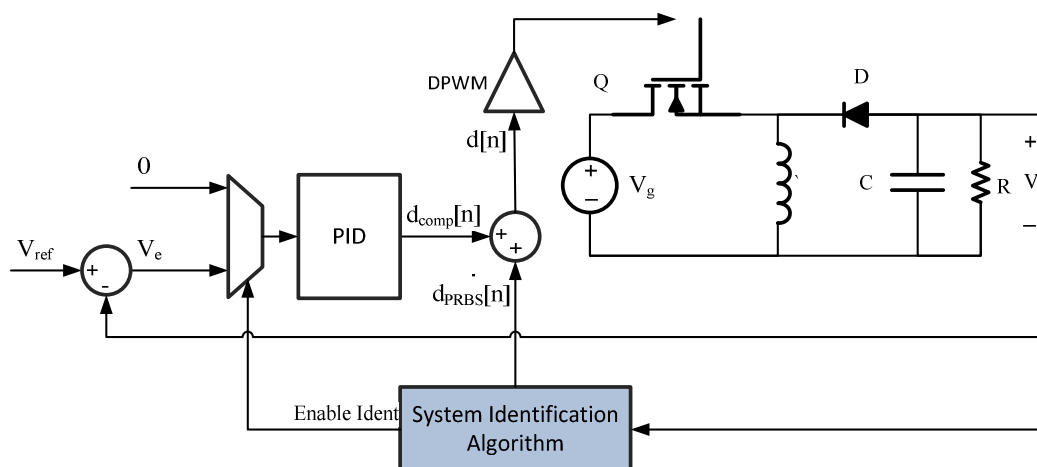 DPWM
Q
D
d[n]
+
−
V_g
`
C
R
+
V
−
0
V_ref
+
-
V_e
PID
d_comp[n]
+
+
d_PRBS[n]
Enable Ident
System Identification
Algorithm